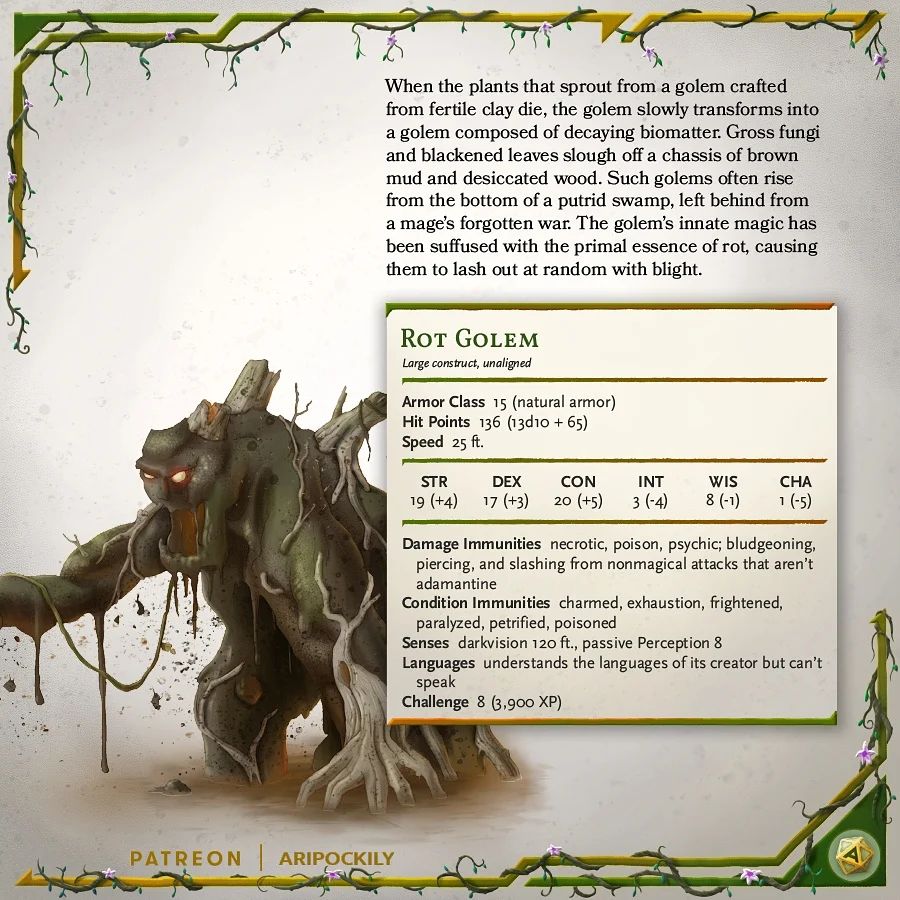 When the plants that sprout from a golem crafted
from fertile clay die, the golem slowly transforms into
a golem composed of decaying biomatter. Gross fungi
and blackened leaves slough off a chassis of brown
mud and desiccated wood. Such golems often rise
from the bottom of a putrid swamp, left behind from
a mage's forgotten war. The golem's innate magic has
been suffused with the primal essence of rot, causing
them to lash out at random with blight.
Rot Golem
Large construct, unaligned
Armor Class 15 (natural armor)
Hit Points 136 (13d10 + 65)
Speed 25 ft.
STR DEX CON INT WIS CHA
19 (+4) 17 (+3) 20 (+5) 3 (-4) 8 (-1) 1 (-5)
Damage Immunities necrotic, poison, psychic; bludgeoning,
piercing, and slashing from nonmagical attacks that aren't
adamantine
Condition Immunities charmed, exhaustion, frightened,
paralyzed, petrified, poisoned
Senses darkvision 120 ft., passive Perception 8
Languages understands the languages of its creator but can't
speak
Challenge 8 (3,900 XP)
PATREON | ARIPOCKILY
A